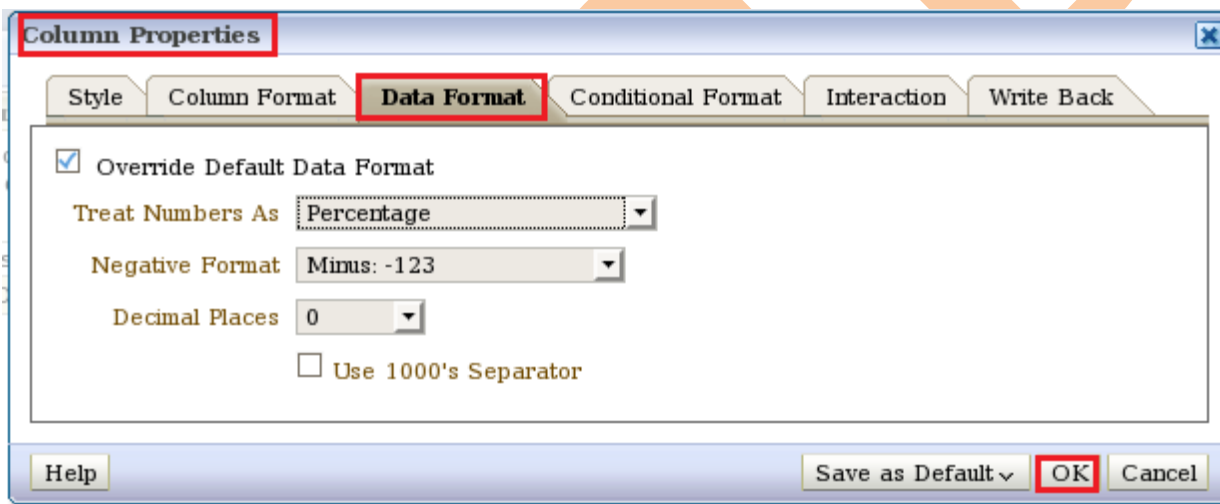 Column Properties
Style Column Format Data Format Conditional Format Interaction Write Back
Override Default Data Format
Treat Numbers As Percentage
Negative Format Minus: -123
Decimal Places 0
Use 1000's Separator
Help Save as Default OK Cancel